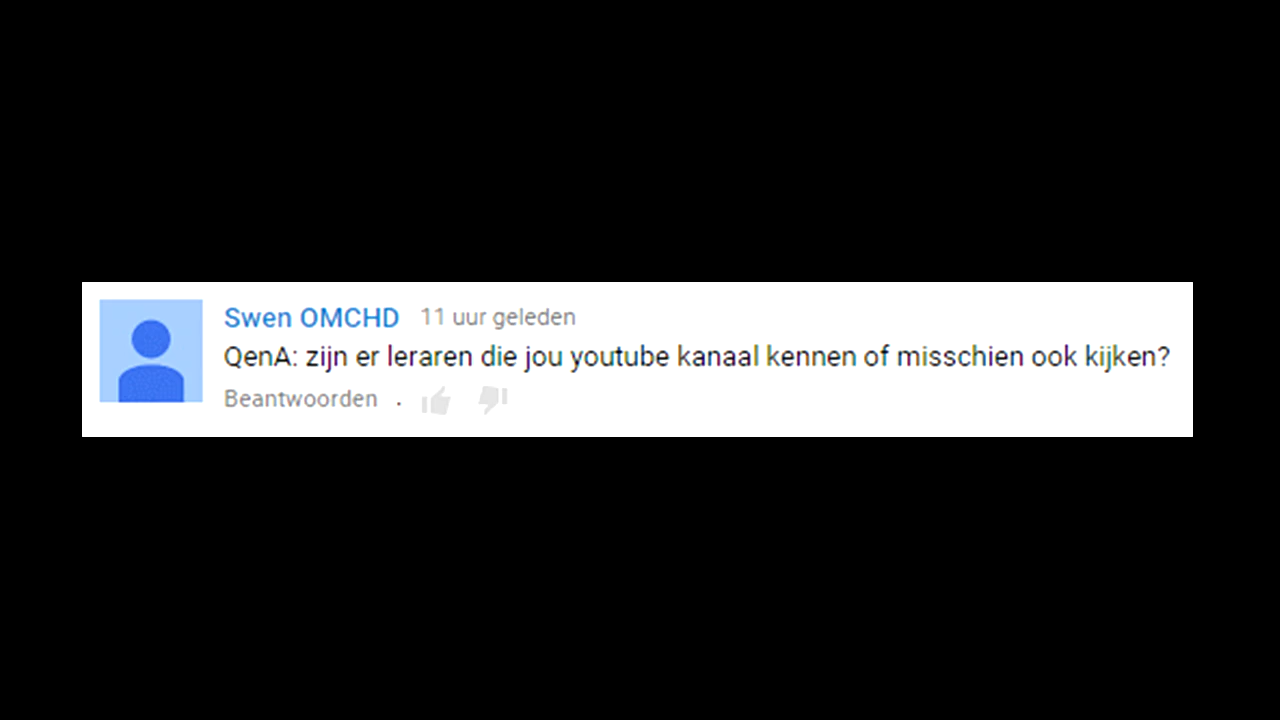 Swen OMCHD 11 uur geleden
QenA: zijn er leraren die jou youtube kanaal kennen of misschien ook kijken?
Beantwoorden .